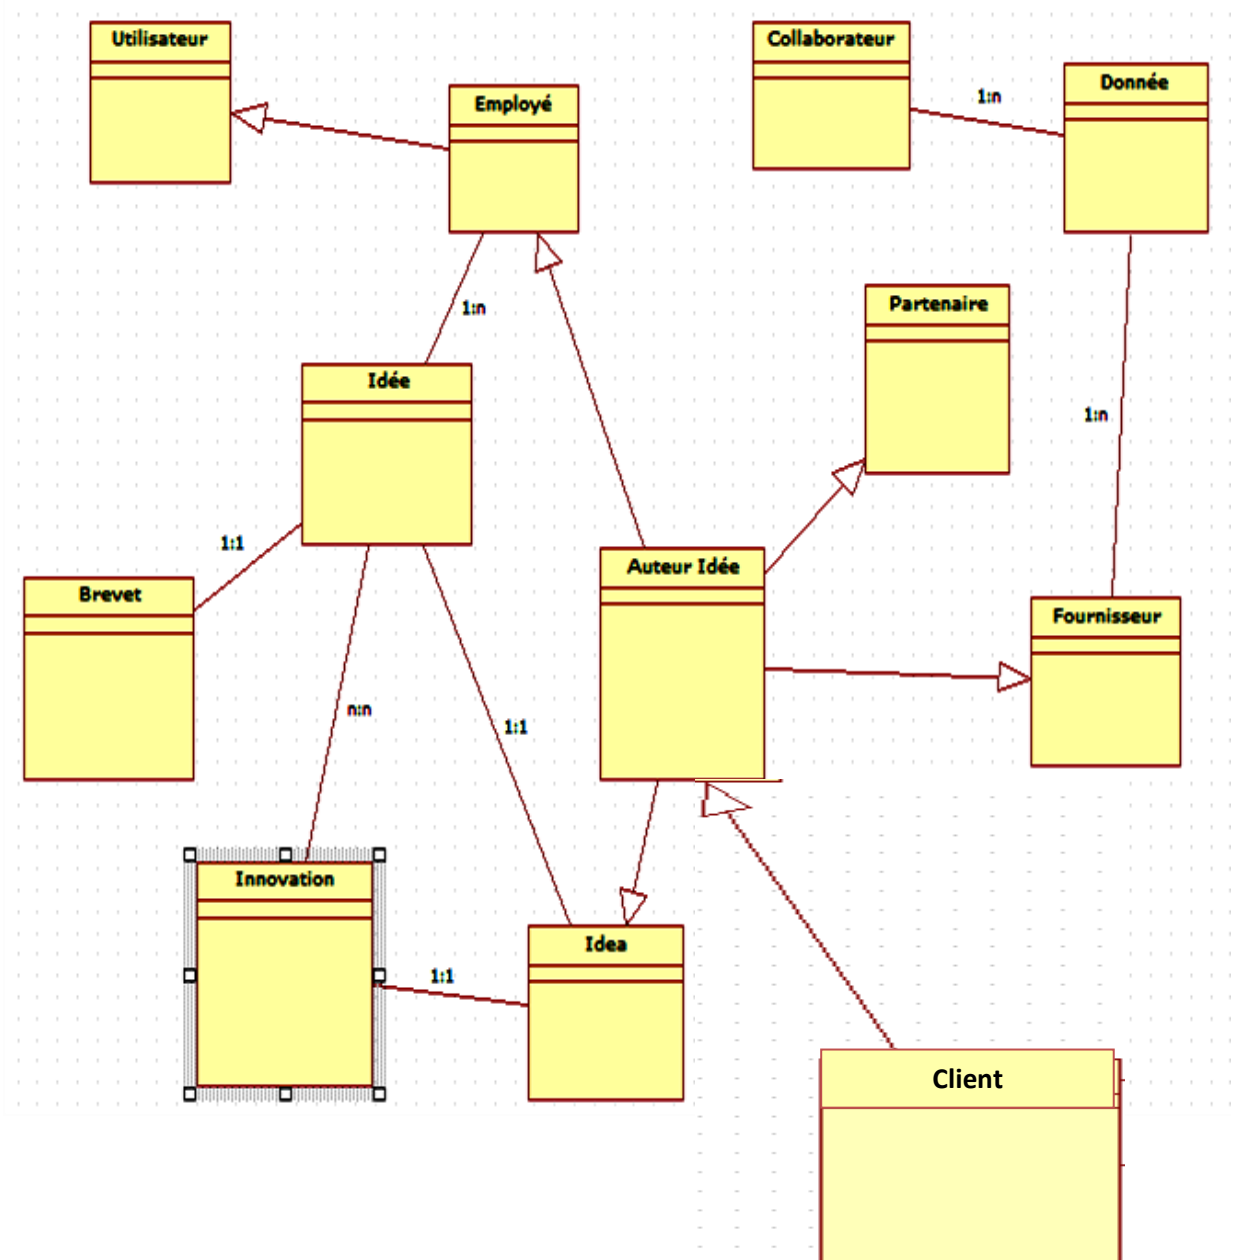 Utilisateur
Collaborateur
Employé
Donnée
1:n
Partenaire
1:n
Idée
1:n
1:1
Auteur Idée
Brevet
Fournisseur
n:n
1:1
Innovation
Idea
1:1
Client